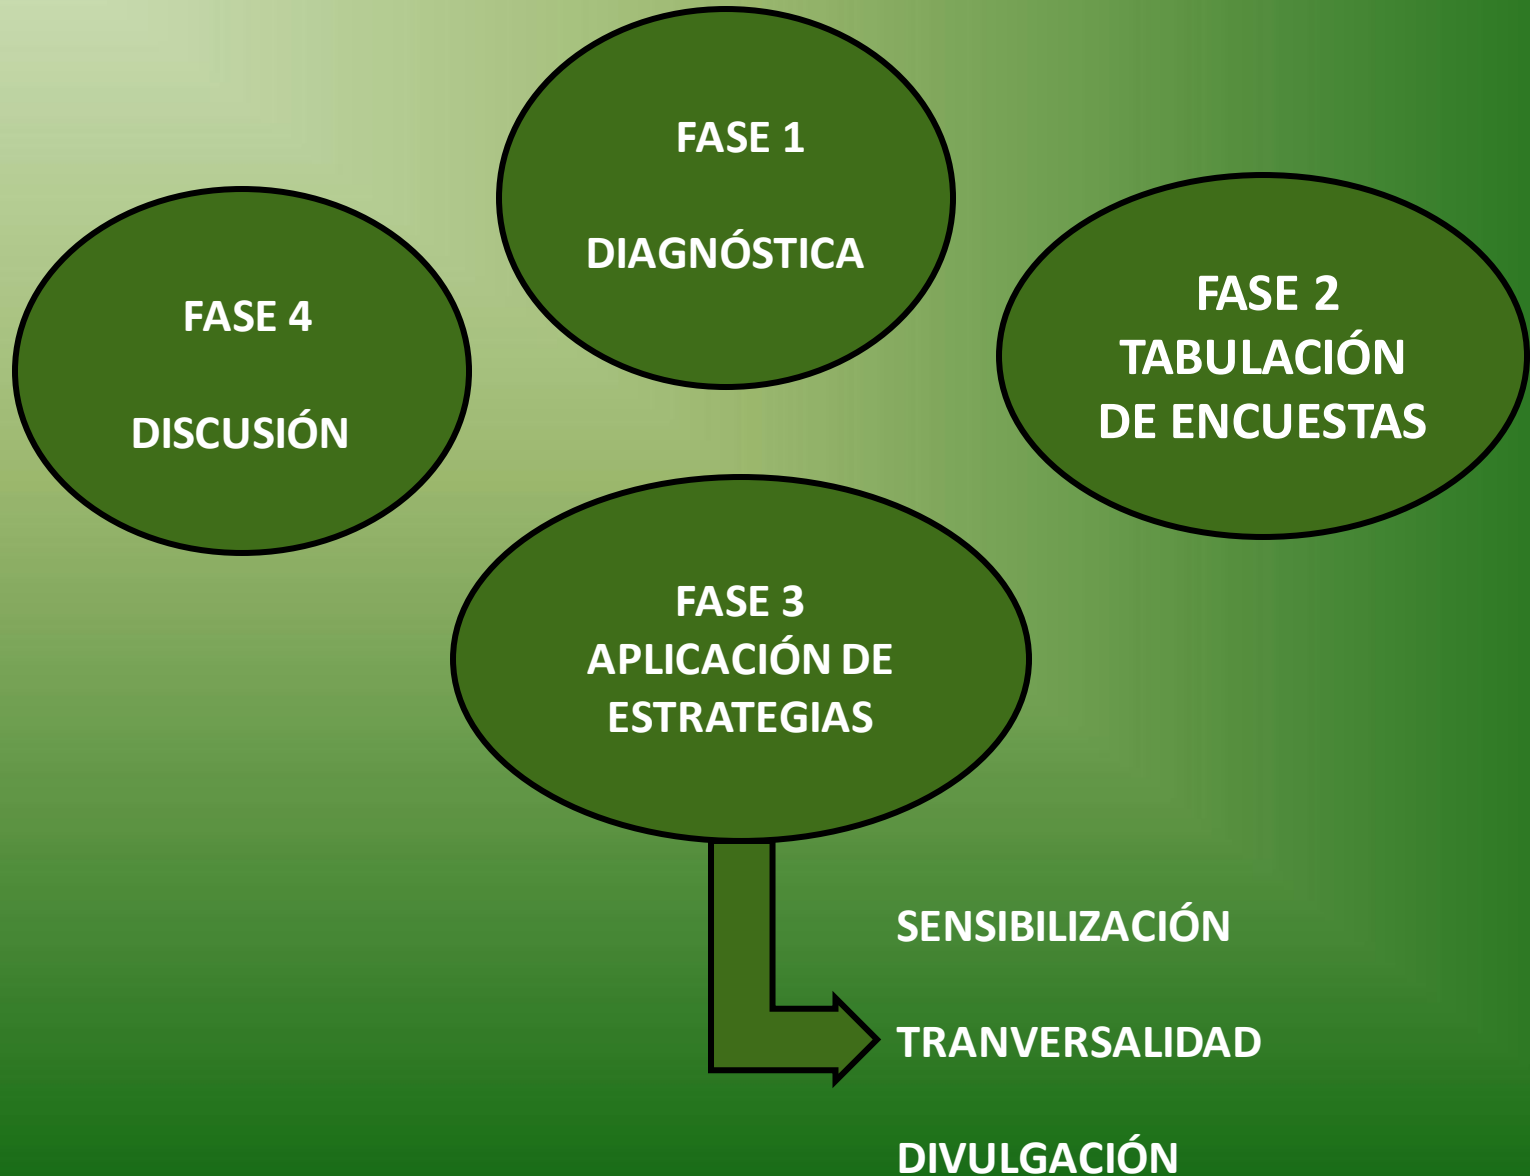 FASE 1
DIAGNÓSTICA
FASE 2
TABULACIÓN
DE ENCUESTAS
FASE 3
APLICACIÓN DE
ESTRATEGIAS
FASE 4
DISCUSIÓN
SENSIBILIZACIÓN
TRANVERSALIDAD
DIVULGACIÓN